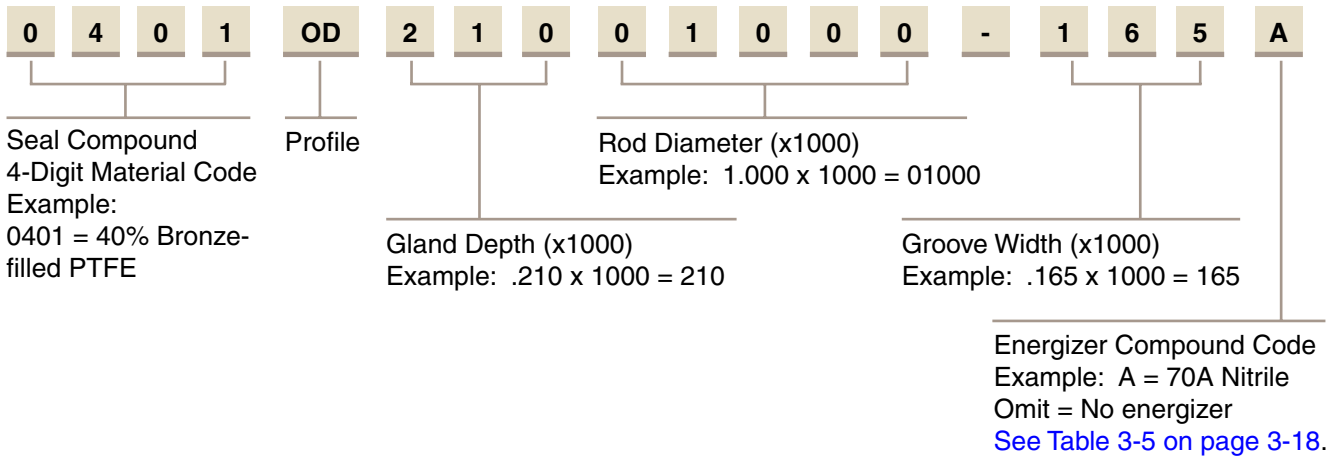 0 4 0 1 OD 2 1 0 0 1 0 0 0 - 1 6 5 A
Seal Compound
4-Digit Material Code
Example:
0401 = 40% Bronze-
filled PTFE
Profile
Gland Depth (x1000)
Example: .210 x 1000 = 210
Rod Diameter (x1000)
Example: 1.000 x 1000 = 01000
Groove Width (x1000)
Example: .165 x 1000 = 165
Energizer Compound Code
Example: A = 70A Nitrile
Omit = No energizer
See Table 3-5 on page 3-18.